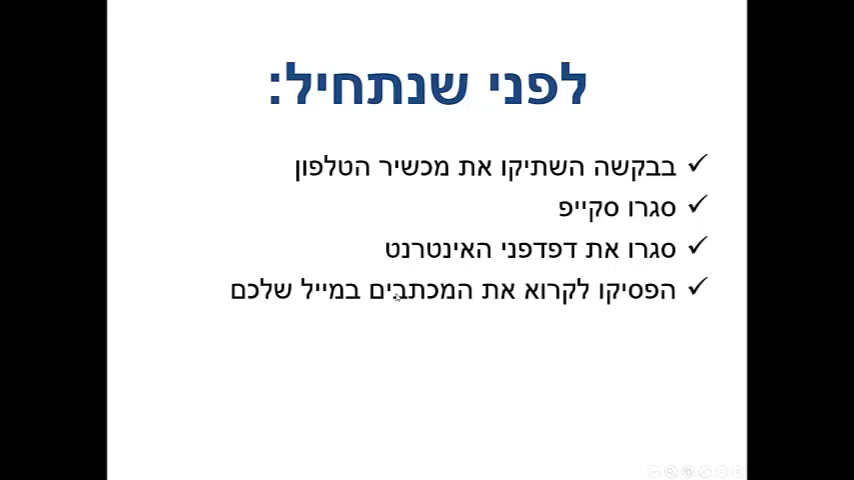 לפני שנתחיל:
✓ בבקשה השתיקו את מכשיר הטלפון
✓ סגרו סקייפ
✓ סגרו את דפדפני האינטרנט
✓ הפסיקו לקרוא את המכתבים במייל שלכם